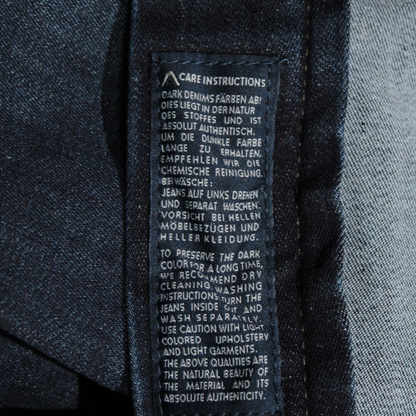 CARE INSTRUCTIONS
DARK DENIMS FÄRBEN AB!
DIES LIEGT IN DER NATUR
DES STOFFES UND IST
ABSOLUT AUTHENTISCH.
UM DIE DUNKLE FARBE
LANGE ZU ERHALTEN,
EMPFEHLEN WIR DIE
CHEMISCHE REINIGUNG.
BEI WÄSCHE:
JEANS AUF LINKS DREHEN
UND SEPARAT WASCHEN.
VORSICHT BEI HELLEN
MÖBELBEZÜGEN UND
HELLER KLEIDUNG.
TO PRESERVE THE DARK
COLOR FOR A LONG TIME,
WE RECOMMEND DRY
CLEANING. WASHING
INSTRUCTIONS: TURN THE
JEANS INSIDE OUT AND
WASH SEPARATELY.
USE CAUTION WITH LIGHT
COLORED UPHOLSTERY
AND LIGHT GARMENTS.
THE ABOVE QUALITIES ARE
THE NATURAL BEAUTY OF
THE MATERIAL AND ITS
ABSOLUTE AUTHENTICITY.